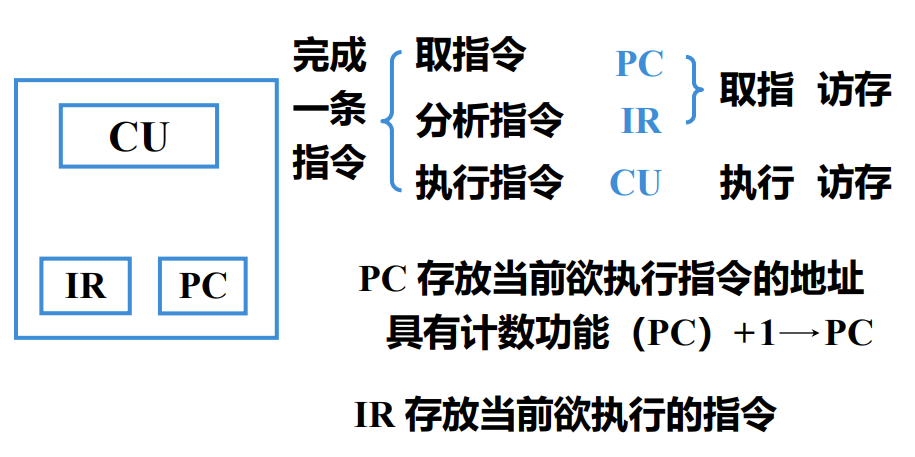 CU
IR PC
完成
一条
指令
取指令 PC
分析指令 IR
取指 访存
执行指令 CU 执行 访存
PC 存放当前欲执行指令的地址
具有计数功能（PC）+1→PC
IR 存放当前欲执行的指令